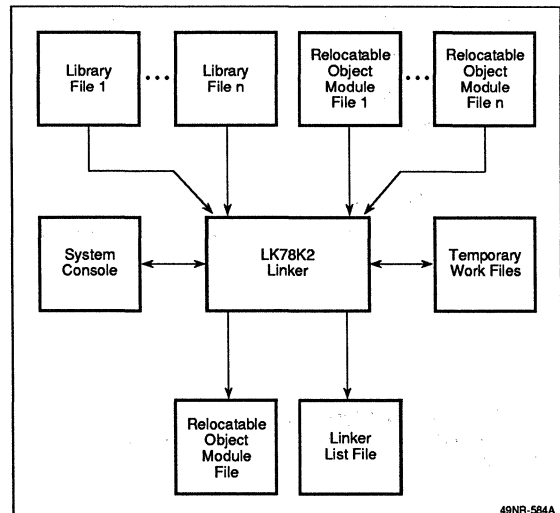 Library
File 1
Library
File n
Relocatable
Object
Module
File 1
Relocatable
Object
Module
File n
System
Console
LK78K2
Linker
Temporary
Work Files
Relocatable
Object
Module
File
Linker
List File
49NR-584A